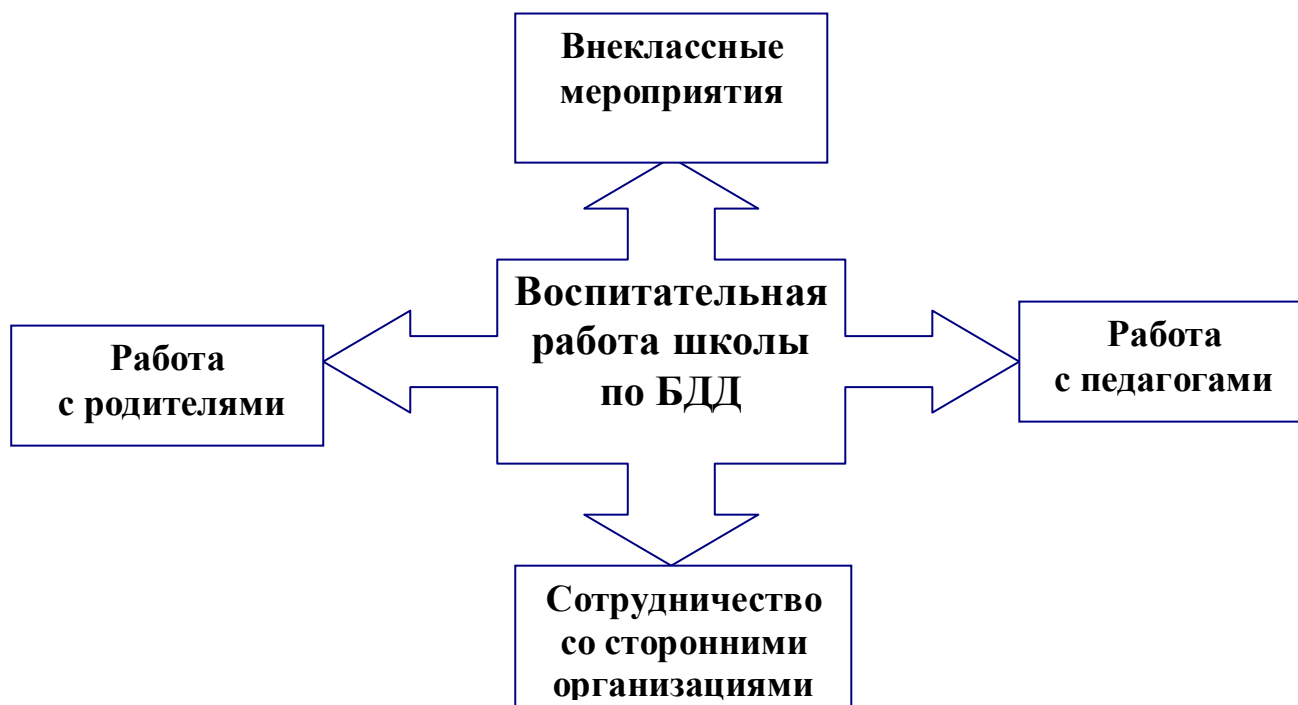 Внеклассные
мероприятия
Воспитательная
работа школы
по БДД
Работа
с родителями
Работа
с педагогами
Сотрудничество
со сторонними
организациями